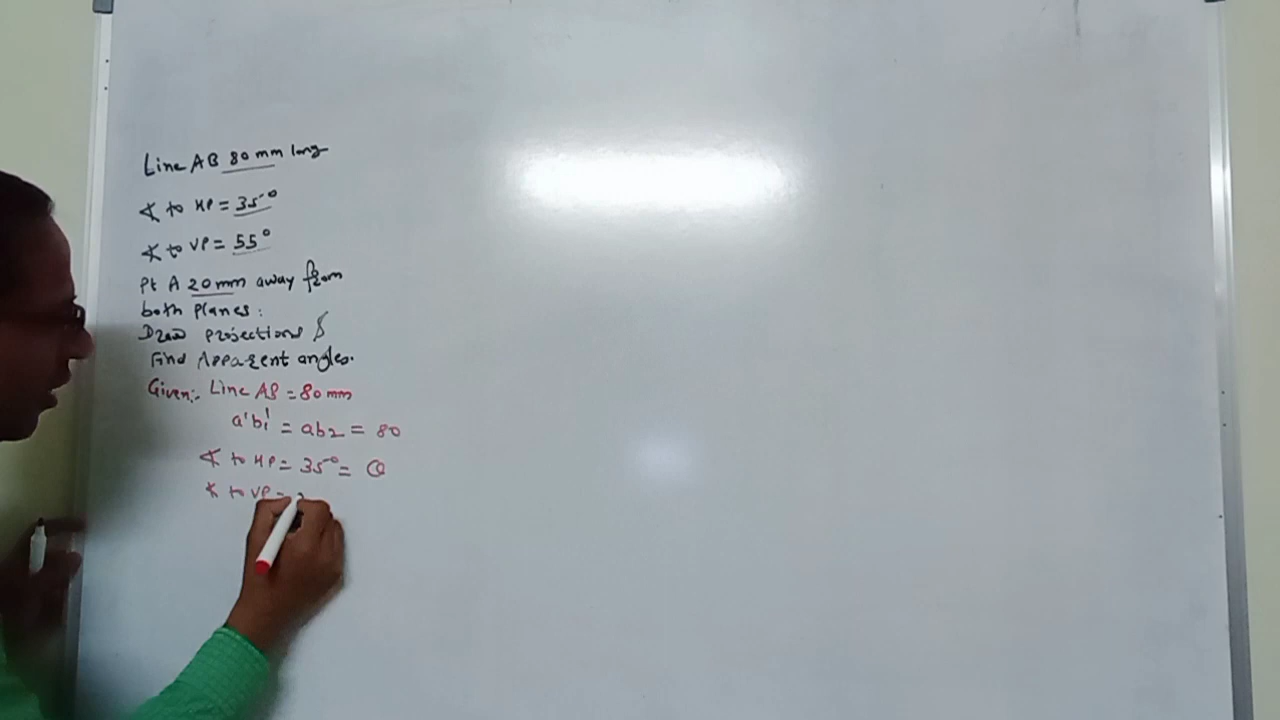 Line AB 80 mm long
∡ to HP = 35°
∡ to VP = 55°
Pt A 20 mm away from
both planes:
Draw projections &
Find Apparent angles.
Given:- Line AB = 80 mm
a'b₁' = ab₂ = 80
∡ to HP = 35° = θ
∡ to VP =